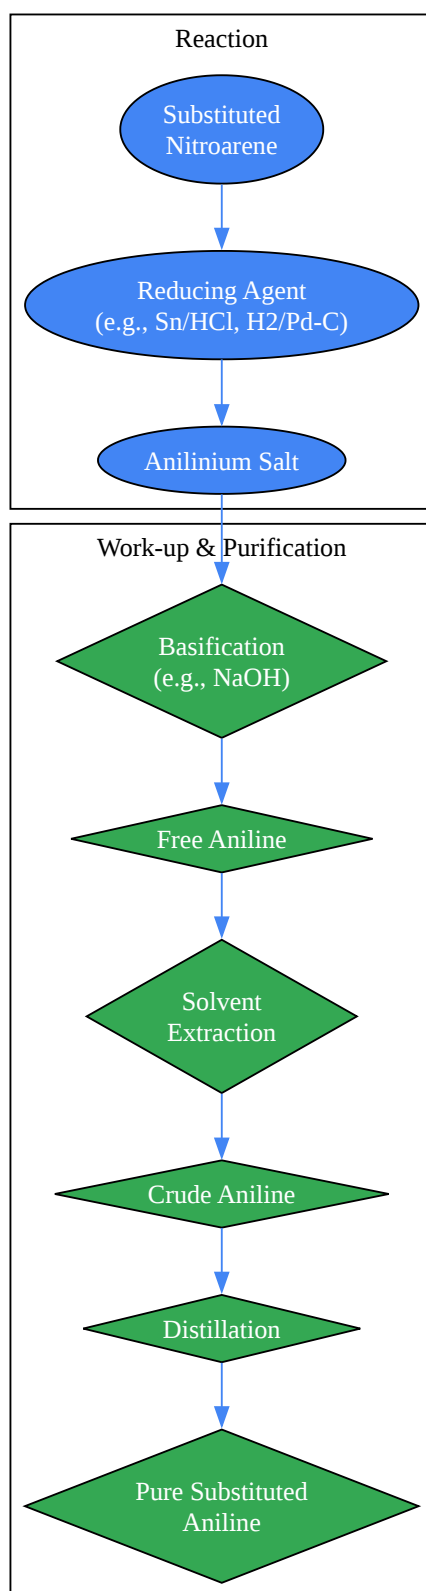 Reaction
Substituted
Nitroarene
Reducing Agent
(e.g., Sn/HCl, H2/Pd-C)
Anilinium Salt
Work-up & Purification
Basification
(e.g., NaOH)
Free Aniline
Solvent
Extraction
Crude Aniline
Distillation
Pure Substituted
Aniline